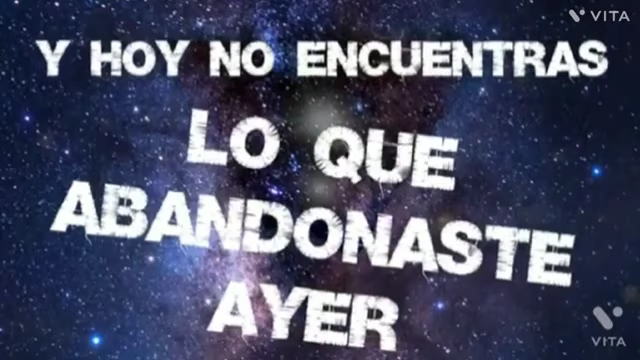 VITA
Y HOY NO ENCUENTRAS
LO QUE
ABANDONASTE
AYER
VITA